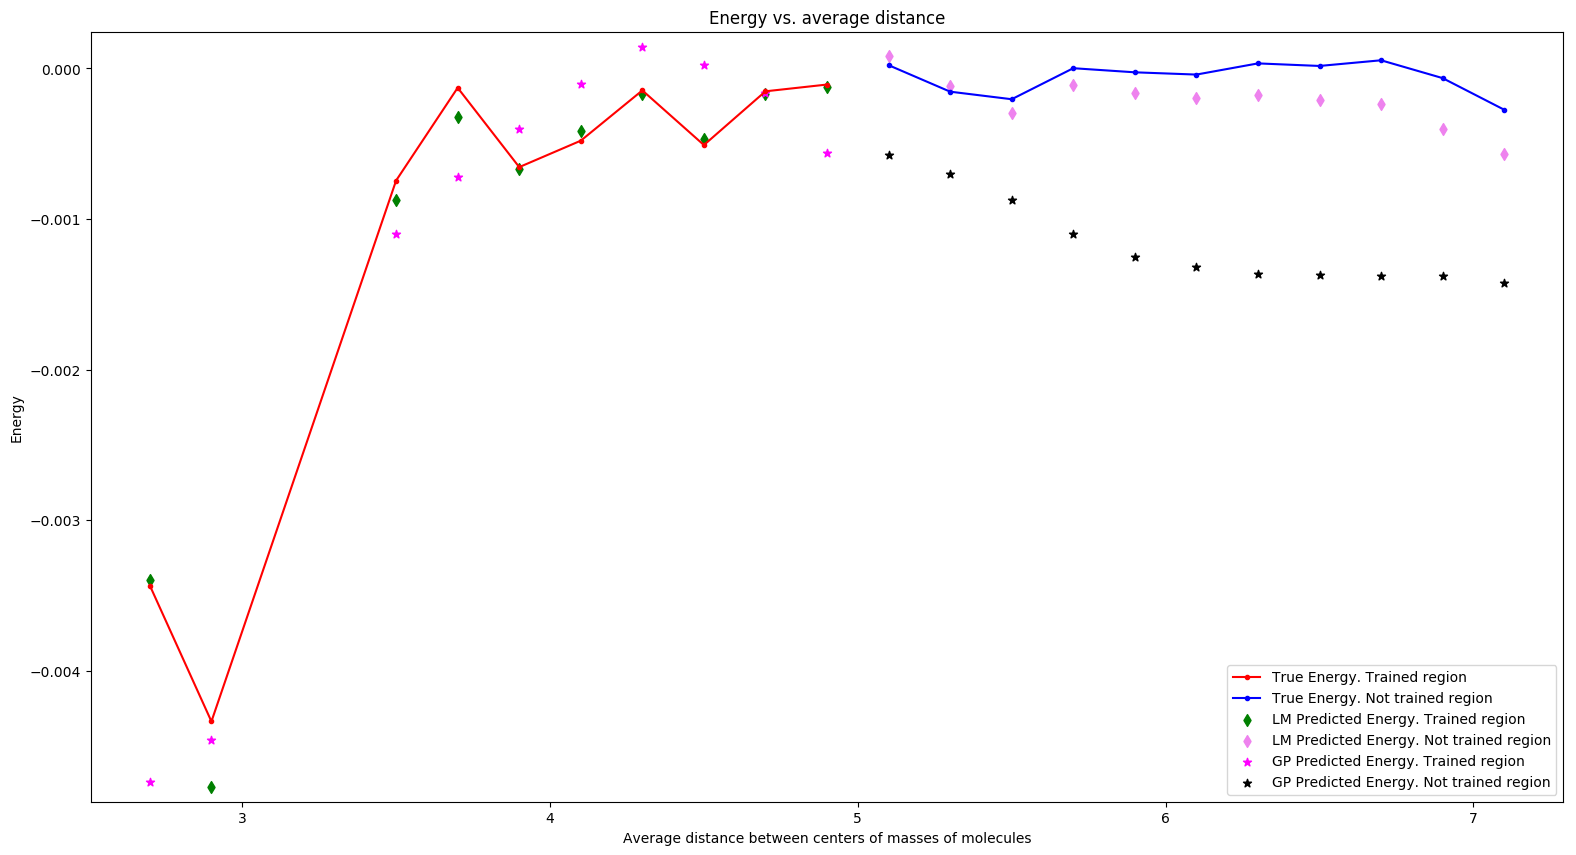 Energy vs. average distance
0.000
−0.001
−0.002
−0.003
−0.004
Energy
3
4
5
6
7
Average distance between centers of masses of molecules
True Energy. Trained region
True Energy. Not trained region
LM Predicted Energy. Trained region
LM Predicted Energy. Not trained region
GP Predicted Energy. Trained region
GP Predicted Energy. Not trained region